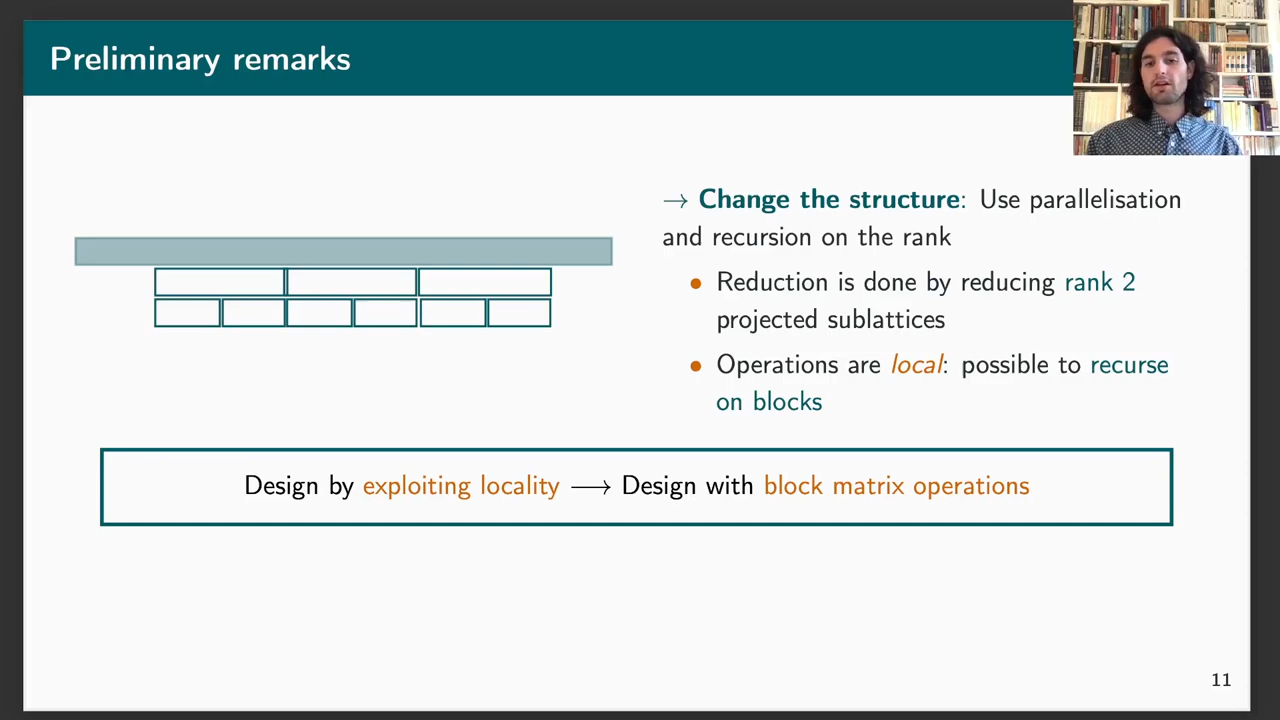 Preliminary remarks
→ Change the structure: Use parallelisation
and recursion on the rank
• Reduction is done by reducing rank 2
projected sublattices
• Operations are local: possible to recurse
on blocks
Design by exploiting locality ⟶ Design with block matrix operations
11